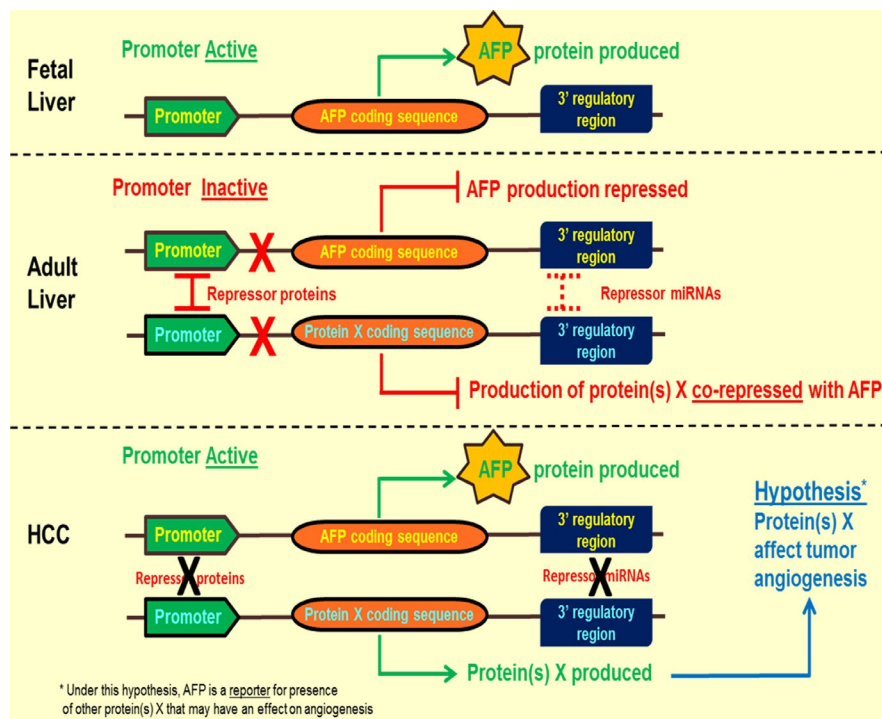 Fetal
Liver
Promoter Active
AFP protein produced
Promoter
AFP coding sequence
3' regulatory
region
Adult
Liver
Promoter Inactive
AFP production repressed
Promoter
X
AFP coding sequence
3' regulatory
region
Repressor proteins
Repressor miRNAs
Promoter
X
Protein X coding sequence
3' regulatory
region
Production of protein(s) X co-repressed with AFP
HCC
Promoter Active
AFP protein produced
Promoter
AFP coding sequence
3' regulatory
region
Repressor proteins
X
Repressor miRNAs
X
Promoter
Protein X coding sequence
3' regulatory
region
Protein(s) X produced
Hypothesis*
Protein(s) X
affect tumor
angiogenesis
* Under this hypothesis, AFP is a reporter for presence
of other protein(s) X that may have an effect on angiogenesis